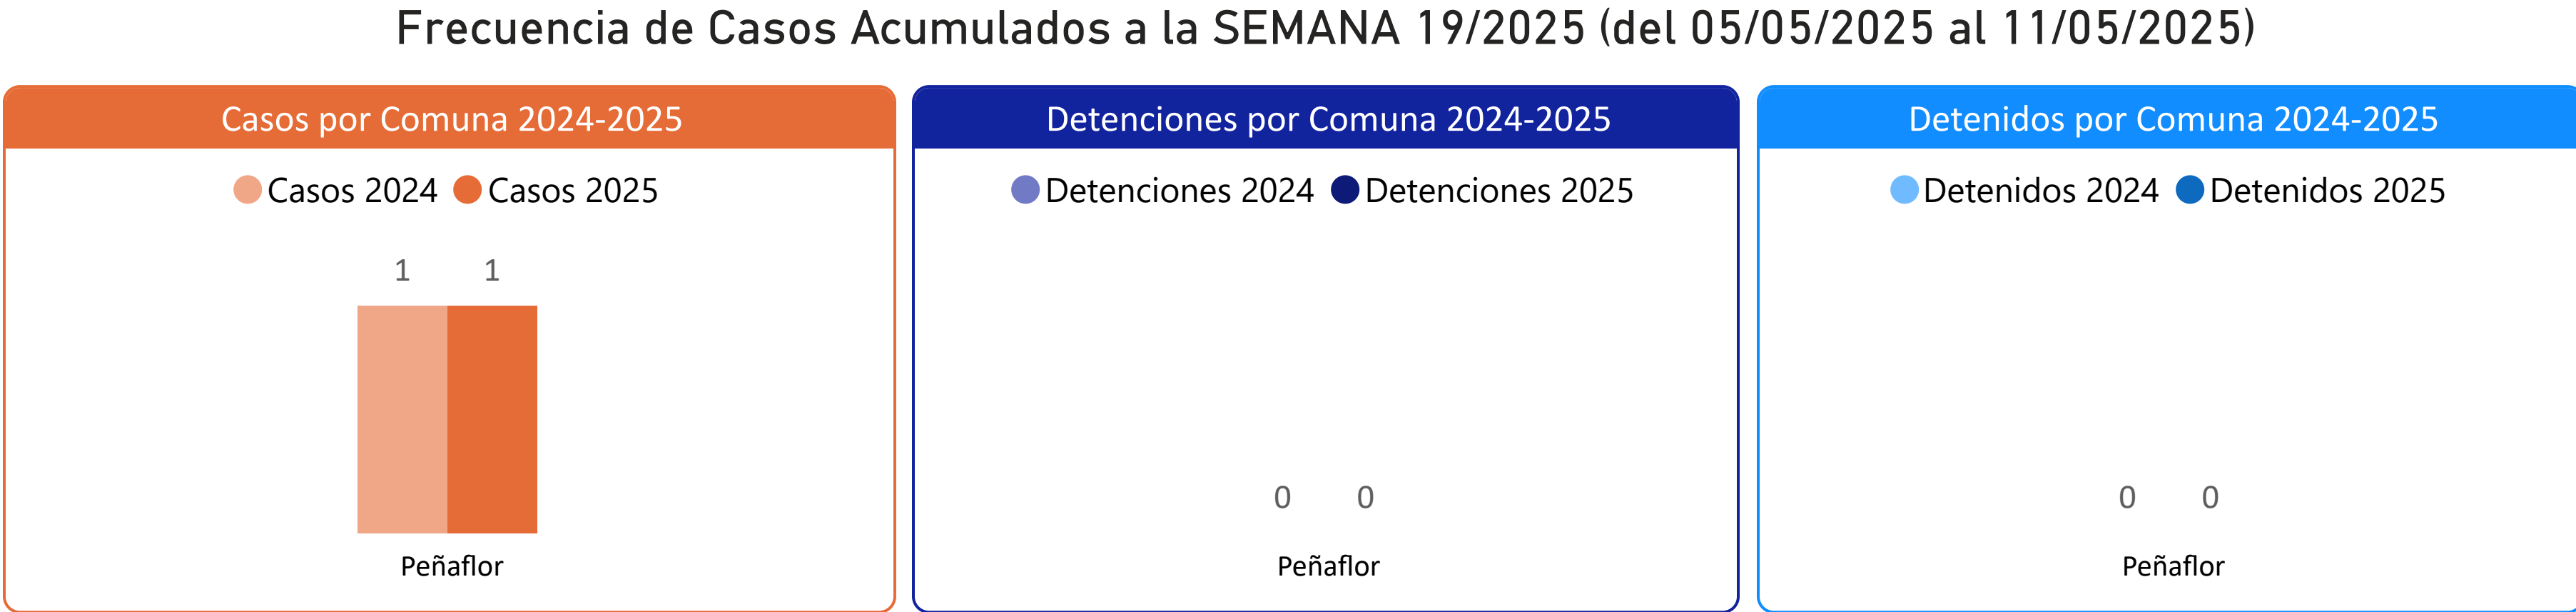 Frecuencia de Casos Acumulados a la SEMANA 19/2025 (del 05/05/2025 al 11/05/2025)
Casos por Comuna 2024-2025
Casos 2024 Casos 2025
1 1
Peñaflor
Detenciones por Comuna 2024-2025
Detenciones 2024 Detenciones 2025
0 0
Peñaflor
Detenidos por Comuna 2024-2025
Detenidos 2024 Detenidos 2025
0 0
Peñaflor